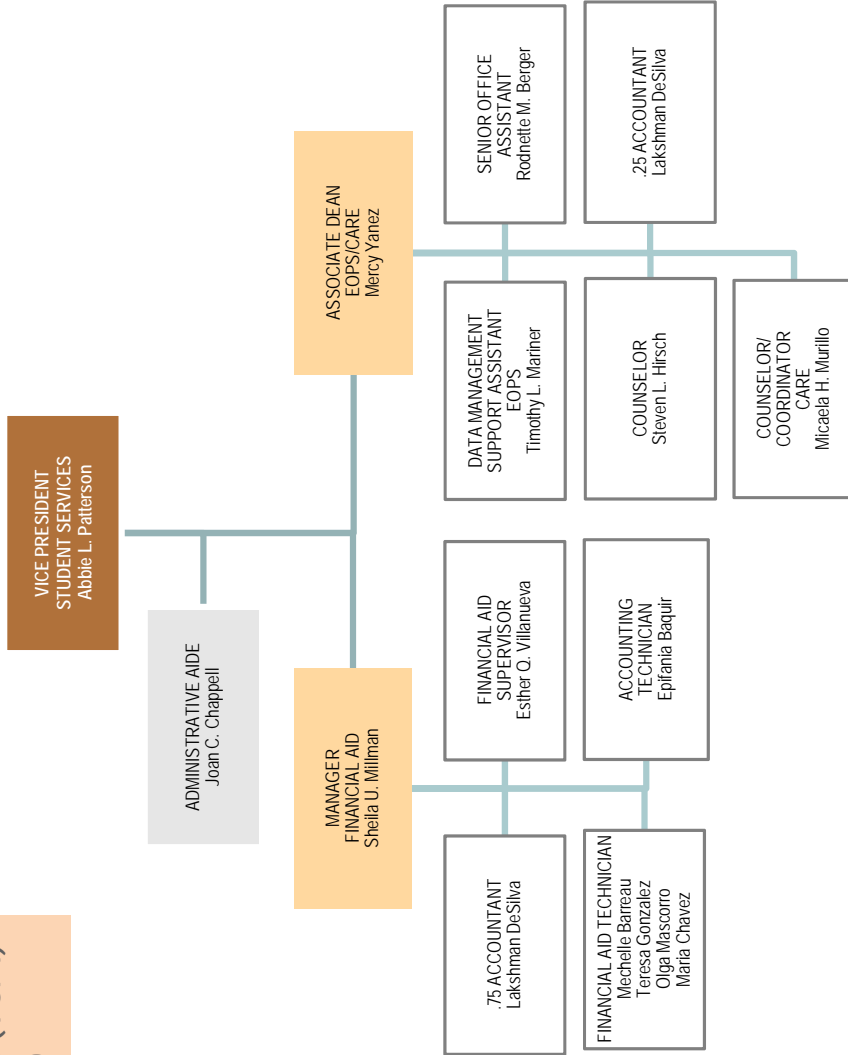 VICE PRESIDENT
STUDENT SERVICES
Abbie L. Patterson
ADMINISTRATIVE AIDE
Joan C. Chappell
MANAGER
FINANCIAL AID
Sheila U. Millman
ASSOCIATE DEAN
EOPS/CARE
Mercy Yanez
.75 ACCOUNTANT
Lakshman DeSilva
FINANCIAL AID
SUPERVISOR
Esther Q. Villanueva
FINANCIAL AID TECHNICIAN
Mechelle Barreau
Teresa Gonzalez
Olga Mascorro
Maria Chavez
ACCOUNTING
TECHNICIAN
Epifania Baquir
DATA MANAGEMENT
SUPPORT ASSISTANT
EOPS
Timothy L. Mariner
SENIOR OFFICE
ASSISTANT
Rodnette M. Berger
COUNSELOR
Steven L. Hirsch
.25 ACCOUNTANT
Lakshman DeSilva
COUNSELOR/
COORDINATOR
CARE
Micaela H. Murillo